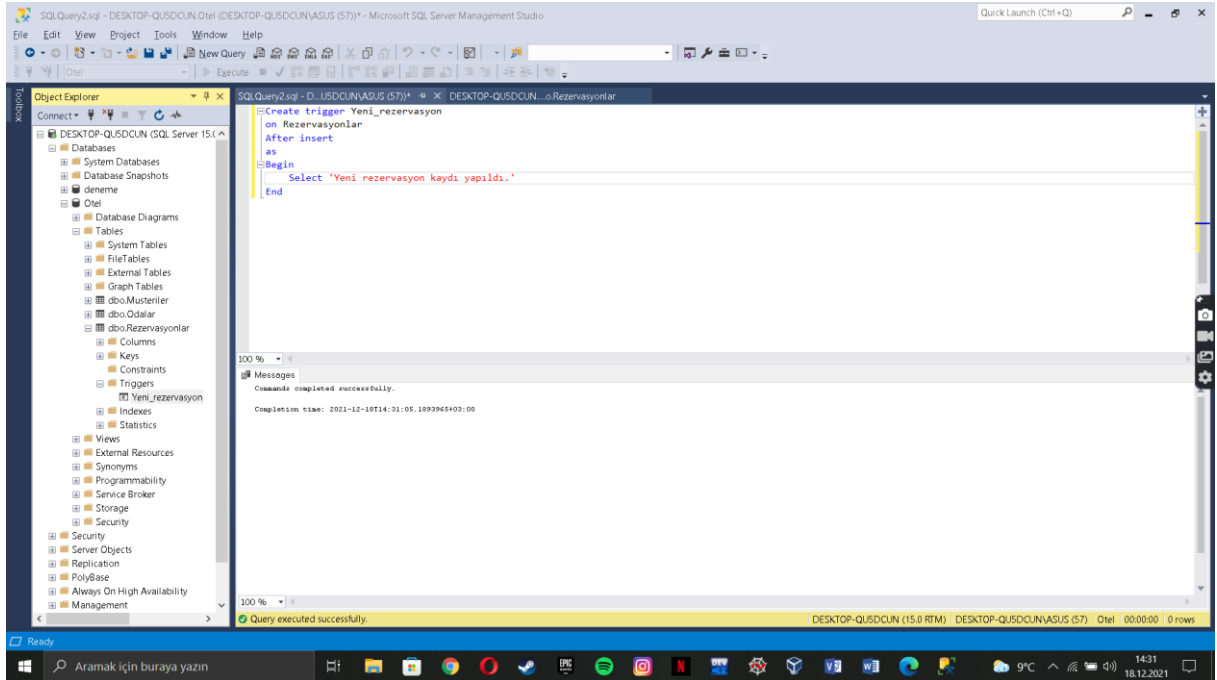 SQLQuery2.sql - DESKTOP-QU5DCUN.Otel (DESKTOP-QU5DCUN\ASUS (57))* - Microsoft SQL Server Management Studio
Quick Launch (Ctrl+Q)
File Edit View Project Tools Window Help
New Query
Otel
Execute
Toolbox
Object Explorer
SQLQuery2.sql - D...U5DCUN\ASUS (57))*
DESKTOP-QU5DCUN....o.Rezervasyonlar
Connect
DESKTOP-QU5DCUN (SQL Server 15.(
Databases
System Databases
Database Snapshots
deneme
Otel
Database Diagrams
Tables
System Tables
FileTables
External Tables
Graph Tables
dbo.Musteriler
dbo.Odalar
dbo.Rezervasyonlar
Columns
Keys
Constraints
Triggers
Yeni_rezervasyon
Indexes
Statistics
Views
External Resources
Synonyms
Programmability
Service Broker
Storage
Security
Security
Server Objects
Replication
PolyBase
Always On High Availability
Management
Create trigger Yeni_rezervasyon
on Rezervasyonlar
After insert
as
Begin
Select 'Yeni rezervasyon kaydı yapıldı.'
End
100 %
Messages
Commands completed successfully.
Completion time: 2021-12-18T14:31:05.1893965+03:00
100 %
Query executed successfully.
DESKTOP-QU5DCUN (15.0 RTM) DESKTOP-QU5DCUN\ASUS (57) Otel 00:00:00 0 rows
Ready
Aramak için buraya yazın
EPIC
N
DEV
9°C
14:31
18.12.2021